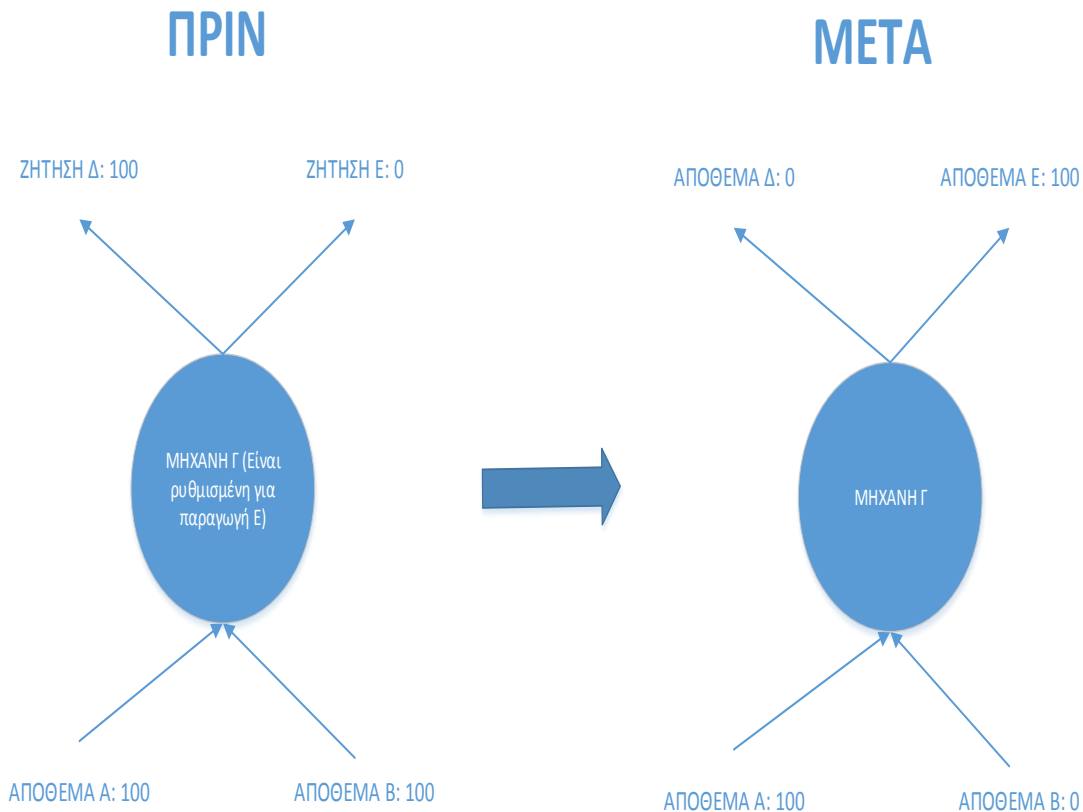 ΠΡΙΝ
ΜΕΤΑ
ΖΗΤΗΣΗ Δ: 100
ΖΗΤΗΣΗ Ε: 0
ΑΠΟΘΕΜΑ Δ: 0
ΑΠΟΘΕΜΑ Ε: 100
ΜΗΧΑΝΗ Γ (Είναι
ρυθμισμένη για
παραγωγή Ε)
ΜΗΧΑΝΗ Γ
ΑΠΟΘΕΜΑ Α: 100
ΑΠΟΘΕΜΑ Β: 100
ΑΠΟΘΕΜΑ Α: 100
ΑΠΟΘΕΜΑ Β: 0